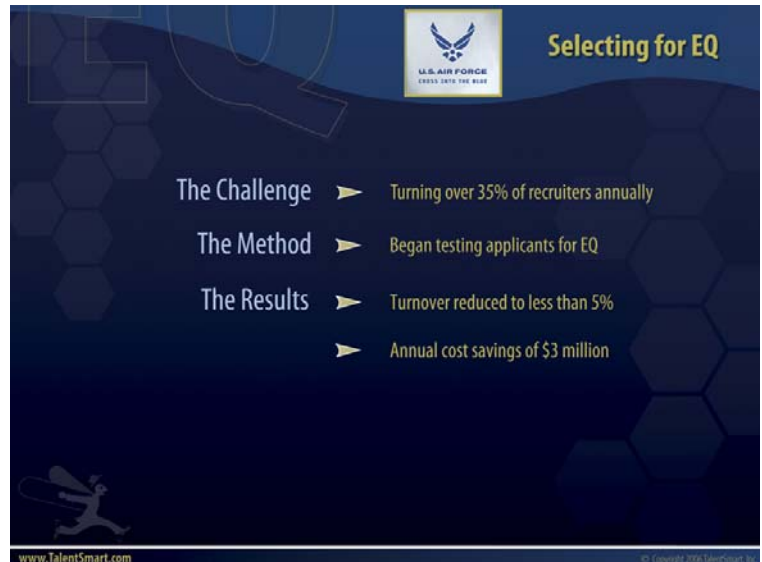 EQ
U.S. AIR FORCE
CROSS INTO THE BLUE
Selecting for EQ
The Challenge Turning over 35% of recruiters annually
The Method Began testing applicants for EQ
The Results Turnover reduced to less than 5%
Annual cost savings of $3 million
www.TalentSmart.com
© Copyright 2006 TalentSmart, Inc.